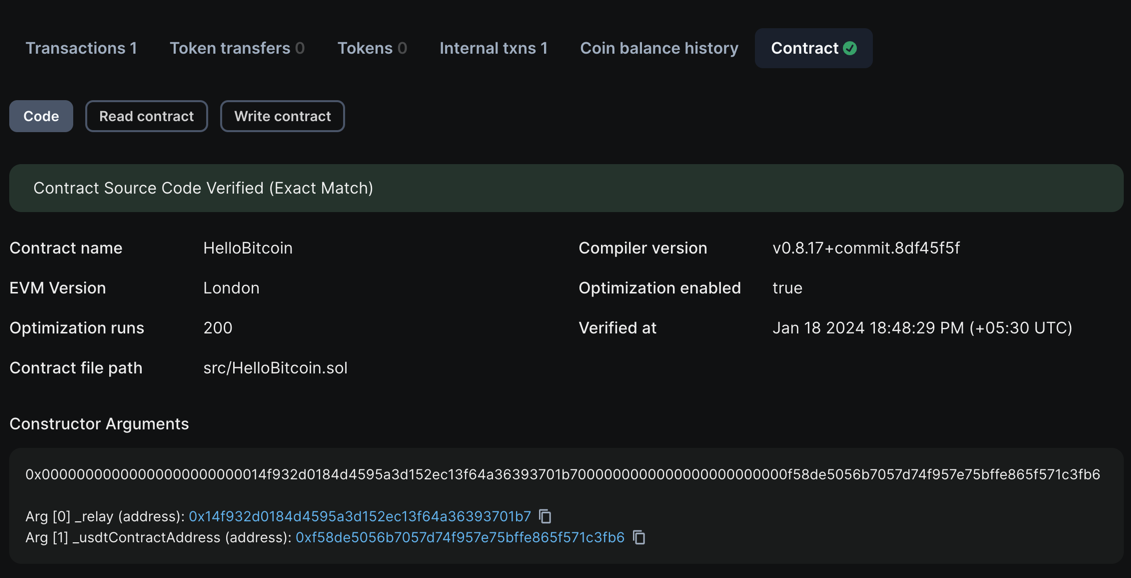 Transactions 1 Token transfers 0 Tokens 0 Internal txns 1 Coin balance history Contract
Code Read contract Write contract
Contract Source Code Verified (Exact Match)
Contract name HelloBitcoin Compiler version v0.8.17+commit.8df45f5f
EVM Version London Optimization enabled true
Optimization runs 200 Verified at Jan 18 2024 18:48:29 PM (+05:30 UTC)
Contract file path src/HelloBitcoin.sol
Constructor Arguments
0x00000000000000000000000014f932d0184d4595a3d152ec13f64a36393701b7000000000000000000000000f58de5056b7057d74f957e75bffe865f571c3fb6
Arg [0] _relay (address): 0x14f932d0184d4595a3d152ec13f64a36393701b7
Arg [1] _usdtContractAddress (address): 0xf58de5056b7057d74f957e75bffe865f571c3fb6